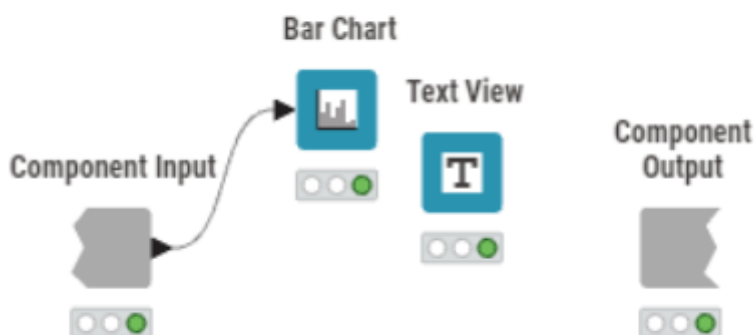 Bar Chart
Text View
Component Input
Component
Output
T